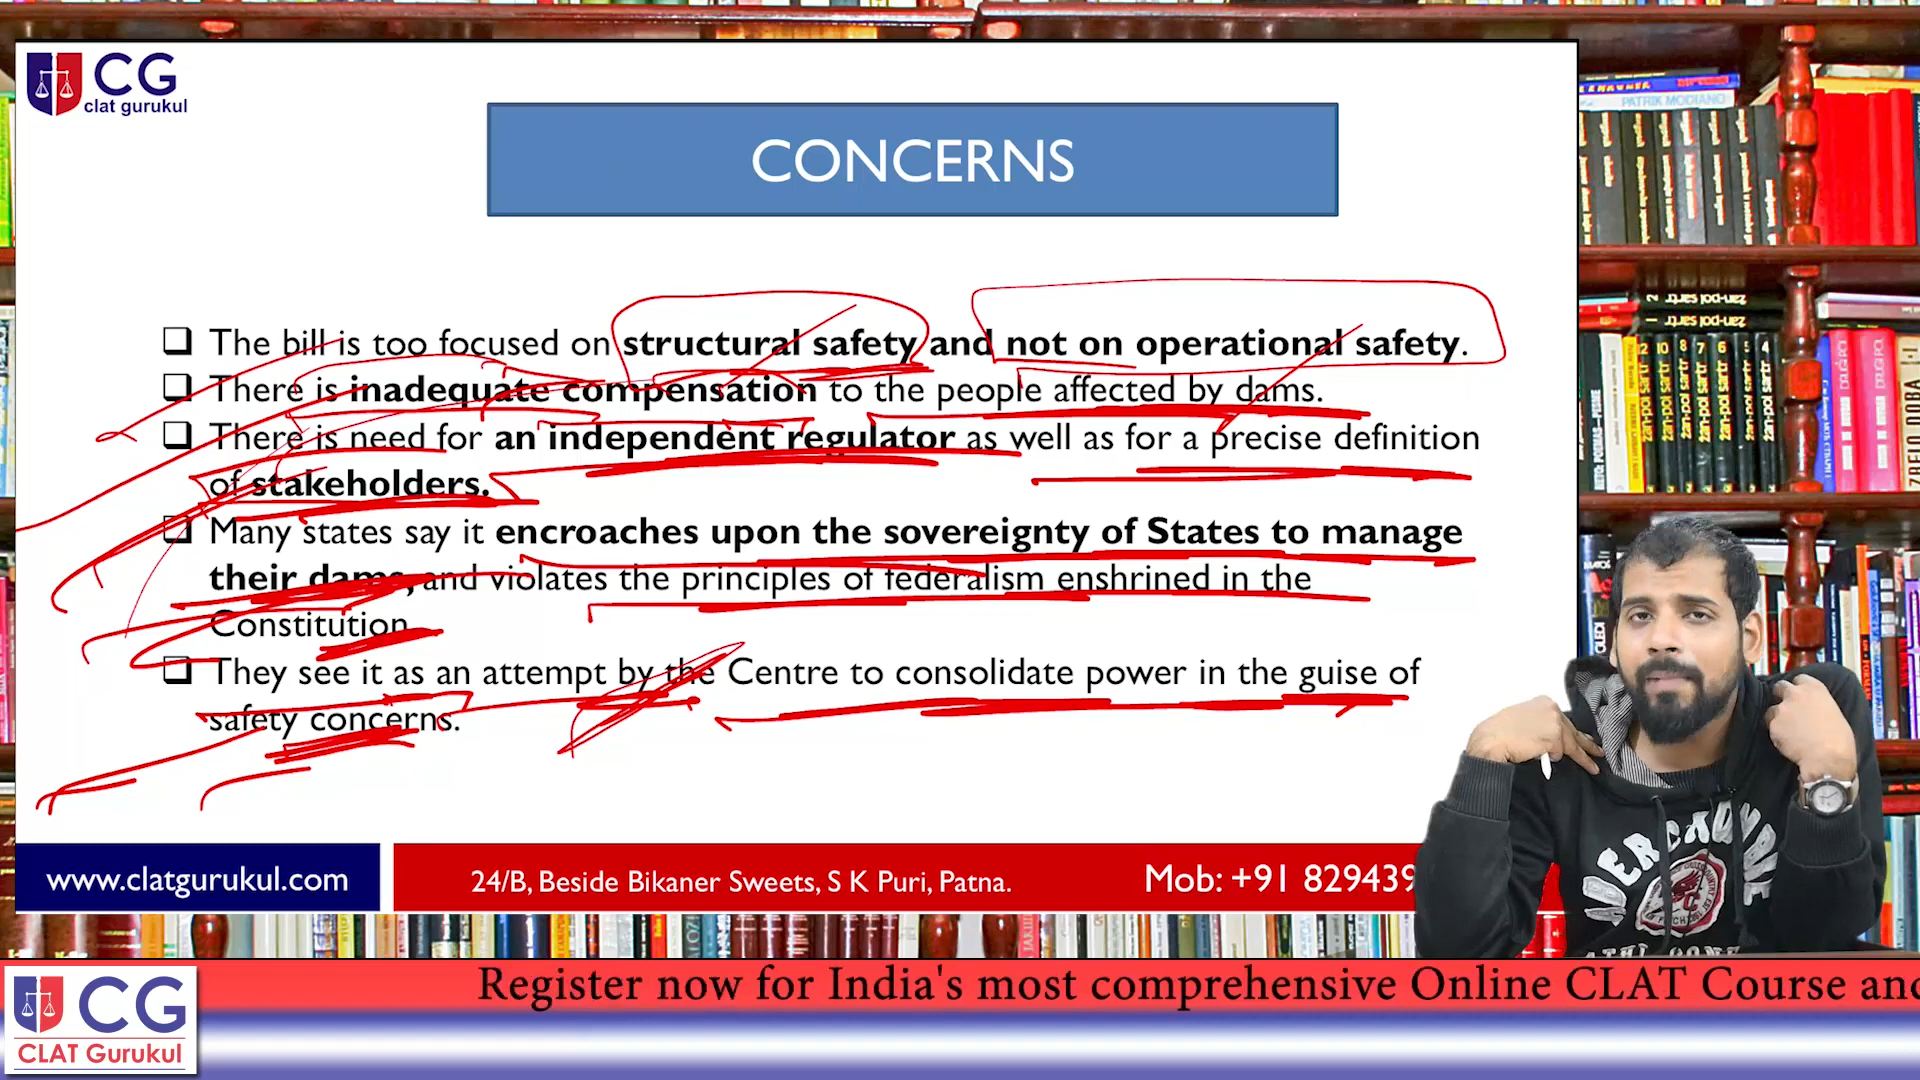 CG
clat gurukul
CONCERNS
The bill is too focused on structural safety and not on operational safety.
There is inadequate compensation to the people affected by dams.
There is need for an independent regulator as well as for a precise definition
of stakeholders.
Many states say it encroaches upon the sovereignty of States to manage
their dams, and violates the principles of federalism enshrined in the
Constitution
They see it as an attempt by the Centre to consolidate power in the guise of
safety concerns.
www.clatgurukul.com
24/B, Beside Bikaner Sweets, S K Puri, Patna.
Mob: +91 829439
PATRIK MODIANO
Register now for India's most comprehensive Online CLAT Course and
CG
CLAT Gurukul